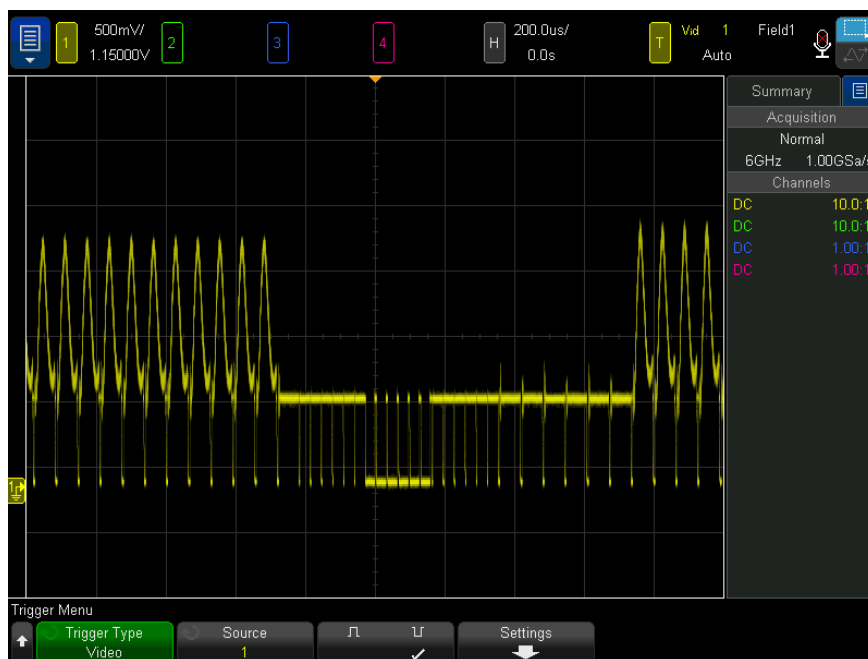 1 500mV/ 2 3 4 H 200.0us/ T Vid 1 Field1
1.15000V 0.0s Auto
Summary
Acquisition
Normal
6GHz 1.00GSa/s
Channels
DC 10.0:1
DC 10.0:1
DC 1.00:1
DC 1.00:1
1
Trigger Menu
Trigger Type Source Settings
Video 1